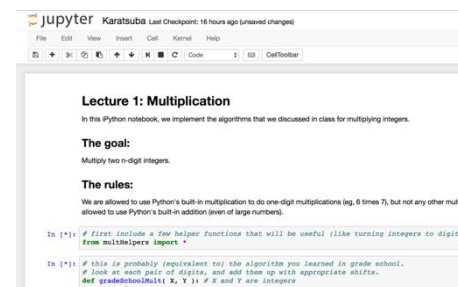 jupyter Karatsuba Last Checkpoint: 16 hours ago (unsaved changes)
File Edit View Insert Cell Kernel Help
Code CellToolbar
Lecture 1: Multiplication
In this iPython notebook, we implement the algorithms that we discussed in class for multiplying integers.
The goal:
Multiply two n-digit integers.
The rules:
We are allowed to use Python's built-in multiplication to do one-digit multiplications (eg, 6 times 7), but not any other mul
allowed to use Python's built-in addition (even of large numbers).
In [*]: # first include a few helper functions that will be useful (like turning integers to digit
from multHelpers import *
In [*]: # this is probably (equivalent to) the algorithm you learned in grade school.
# look at each pair of digits, and add them up with appropriate shifts.
def gradeSchoolMult( X, Y ): # X and Y are integers